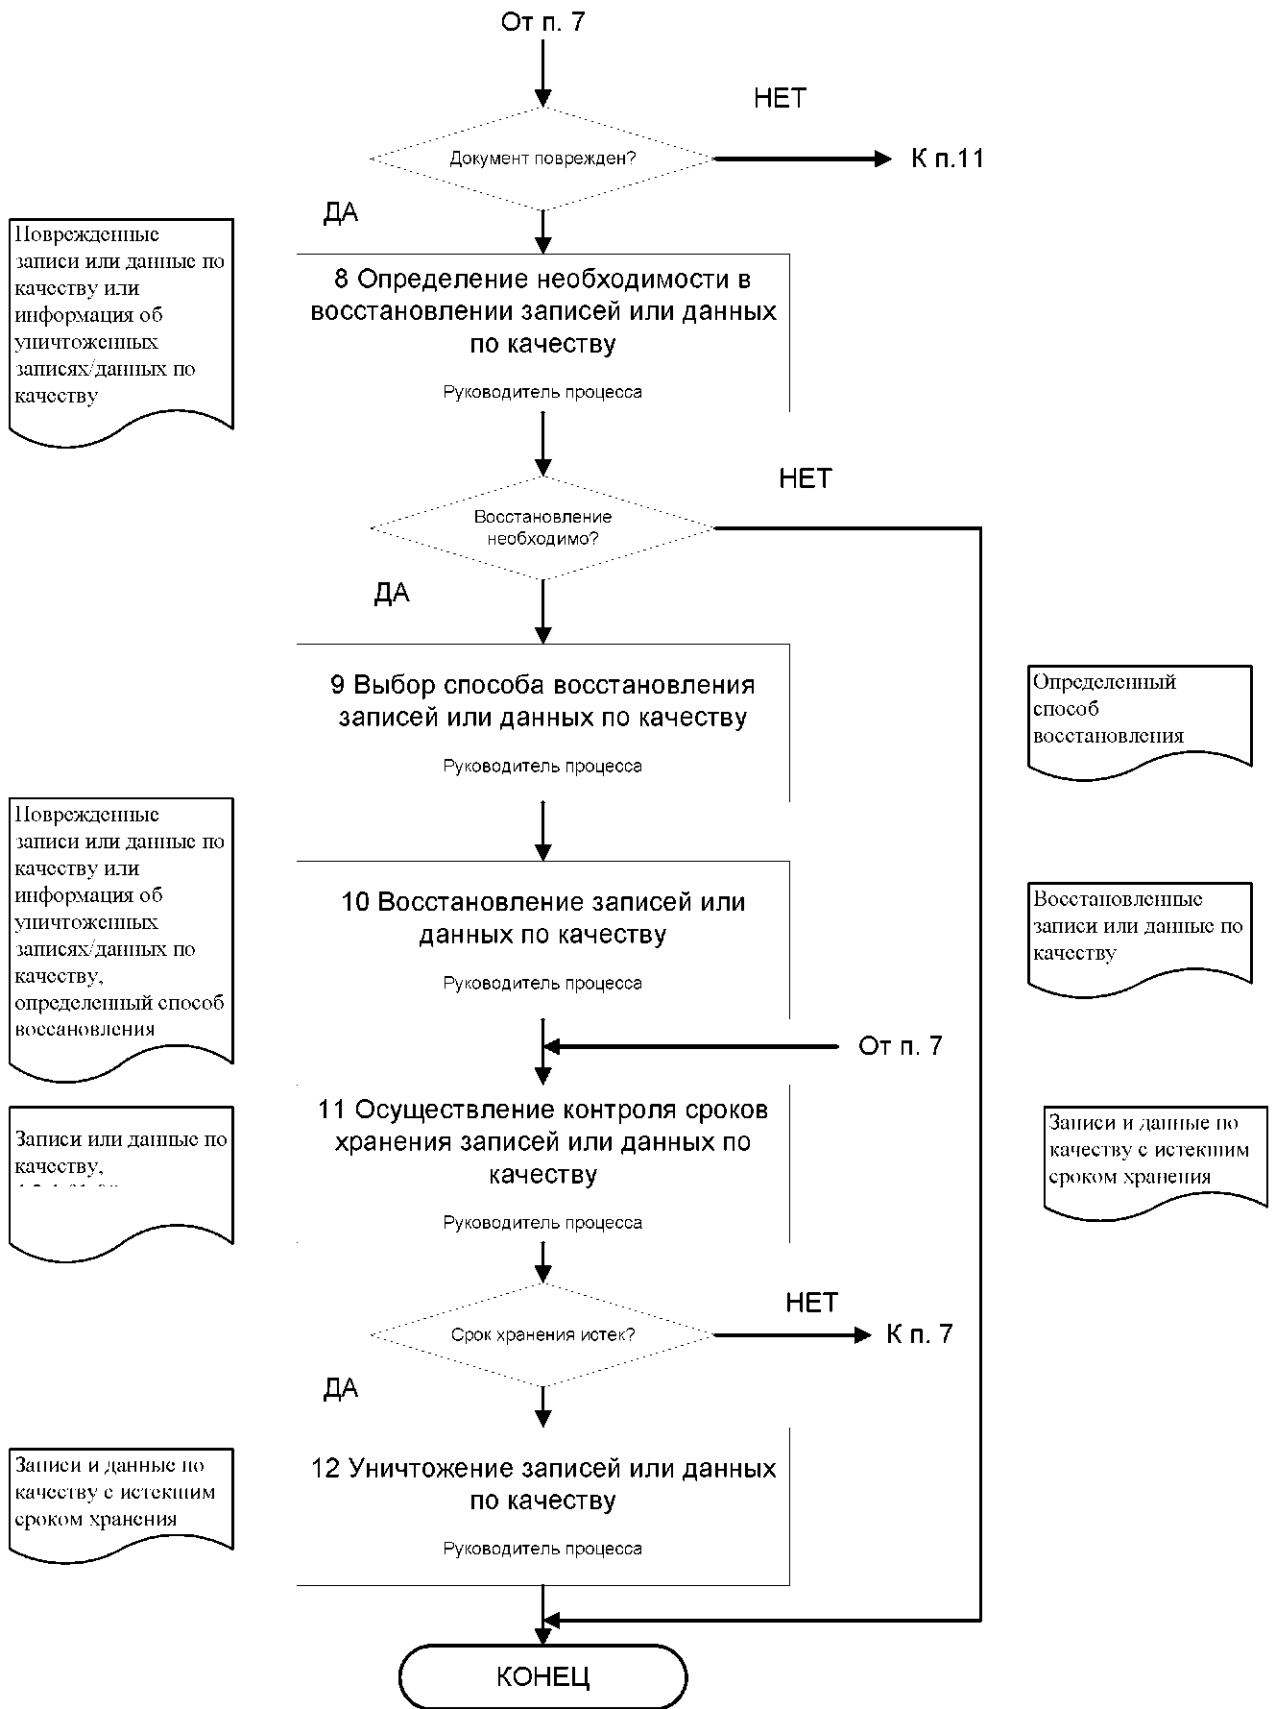 От п. 7
НЕТ
Документ поврежден?
К п.11
ДА
Поврежденные
записи или данные по
качеству или
информация об
уничтоженных
записях/данных по
качеству
8 Определение необходимости в
восстановлении записей или данных
по качеству
Руководитель процесса
НЕТ
Восстановление
необходимо?
ДА
9 Выбор способа восстановления
записей или данных по качеству
Руководитель процесса
Определенный
способ
восстановления
Поврежденные
записи или данные по
качеству или
информация об
уничтоженных
записях/данных по
качеству,
определенный способ
воссановления
10 Восстановление записей или
данных по качеству
Руководитель процесса
Восстановленные
записи или данные по
качеству
От п. 7
Записи или данные по
качеству,
11 Осуществление контроля сроков
хранения записей или данных по
качеству
Руководитель процесса
Записи и данные по
качеству с истекшим
сроком хранения
НЕТ
Срок хранения истек?
К п. 7
ДА
Записи и данные по
качеству с истекшим
сроком хранения
12 Уничтожение записей или данных
по качеству
Руководитель процесса
КОНЕЦ